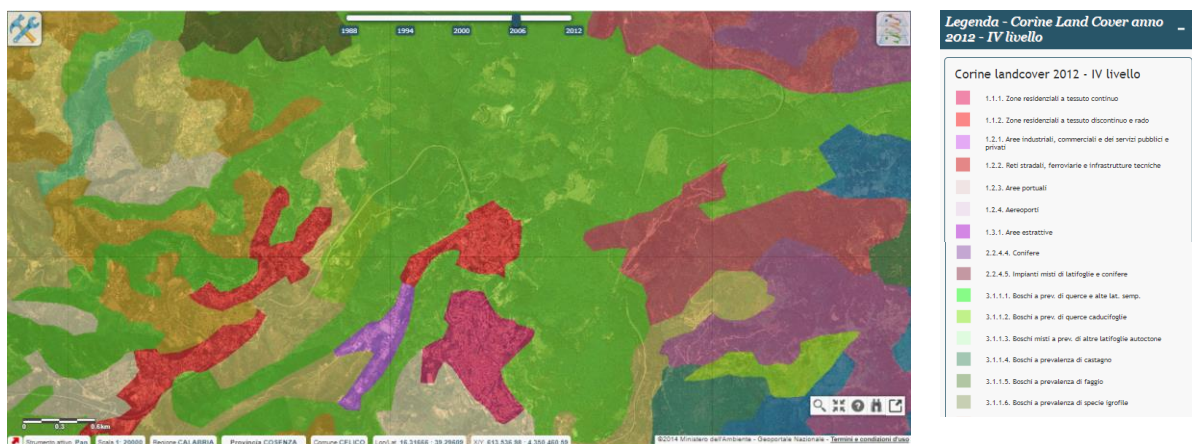 1988 1994 2000 2006 2012
0 0.3 0.6km
Strumento attivo Pan Scala 1: 20000 Regione CALABRIA Provincia COSENZA Comune CELICO
©2014 Ministero dell'Ambiente - Geoportale Nazionale - Termini e condizioni d'uso
Legenda - Corine Land Cover anno
2012 - IV livello
Corine landcover 2012 - IV livello
1.1.1. Zone residenziali a tessuto continuo
1.1.2. Zone residenziali a tessuto discontinuo e rado
1.2.1. Aree industriali, commerciali e dei servizi pubblici e
privati
1.2.2. Reti stradali, ferroviarie e infrastrutture tecniche
1.2.3. Aree portuali
1.2.4. Aereoporti
1.3.1. Aree estrattive
2.2.4.4. Conifere
2.2.4.5. Impianti misti di latifoglie e conifere
3.1.1.1. Boschi a prev. di querce e alte lat. semp.
3.1.1.2. Boschi a prev. di querce caducifoglie
3.1.1.3. Boschi misti a prev. di altre latifoglie autoctone
3.1.1.4. Boschi a prevalenza di castagno
3.1.1.5. Boschi a prevalenza di faggio
3.1.1.6. Boschi a prevalenza di specie igrofile